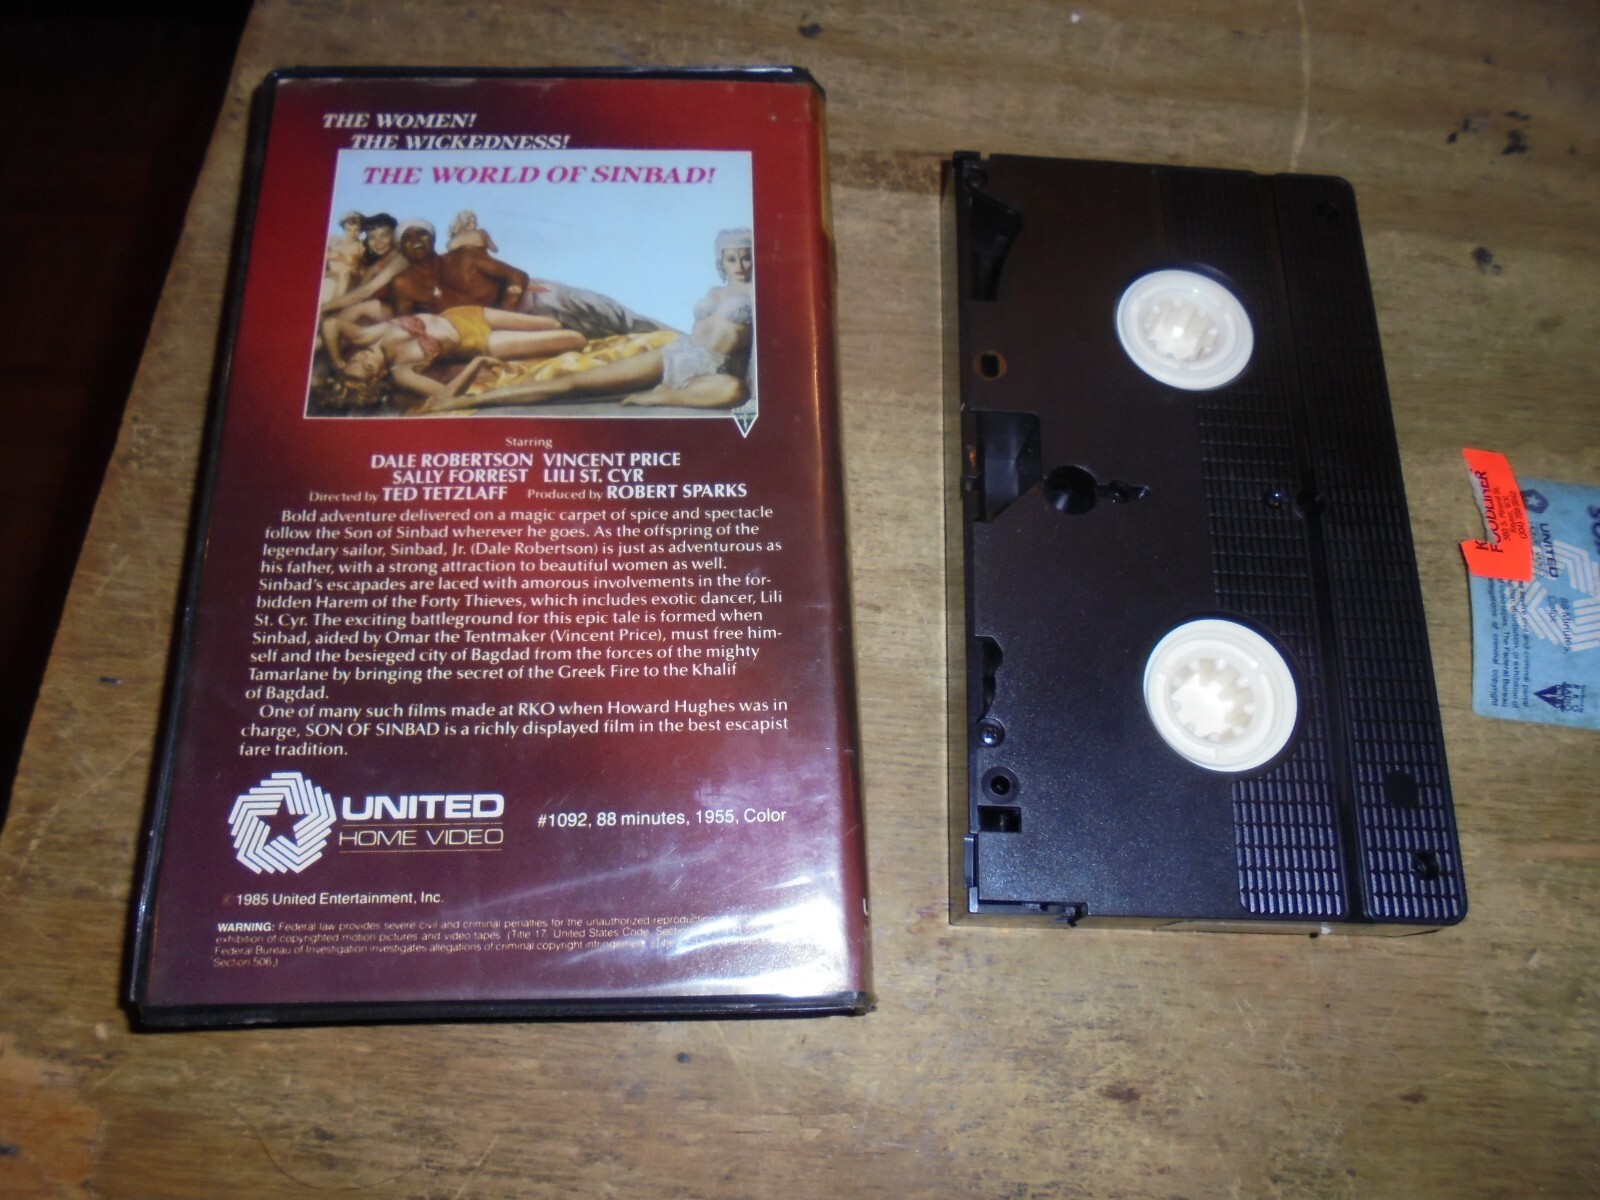 THE WOMEN!
THE WICKEDNESS!
THE WORLD OF SINBAD!
Starring
DALE ROBERTSON VINCENT PRICE
SALLY FORREST LILI ST. CYR
Directed by TED TETZLAFF Produced by ROBERT SPARKS
Bold adventure delivered on a magic carpet of spice and spectacle
follow the Son of Sinbad wherever he goes. As the offspring of the
legendary sailor, Sinbad, Jr. (Dale Robertson) is just as adventurous as
his father, with a strong attraction to beautiful women as well.
Sinbad's escapades are laced with amorous involvements in the for-
bidden Harem of the Forty Thieves, which includes exotic dancer, Lili
St. Cyr. The exciting battleground for this epic tale is formed when
Sinbad, aided by Omar the Tentmaker (Vincent Price), must free him-
self and the besieged city of Bagdad from the forces of the mighty
Tamarlane by bringing the secret of the Greek Fire to the Khalif
of Bagdad.
One of many such films made at RKO when Howard Hughes was in
charge, SON OF SINBAD is a richly displayed film in the best escapist
fare tradition.
UNITED
HOME VIDEO
#1092, 88 minutes, 1955, Color
© 1985 United Entertainment, Inc.
WARNING: Federal law provides severe civil and criminal penalties for the unauthorized reproduction
exhibition of copyrighted motion pictures and video tapes. (Title 17, United States Code,
Federal Bureau of Investigation investigates allegations of criminal copyright
Section 506.)
FOODLINER
UNITED
88 Minutes
Color